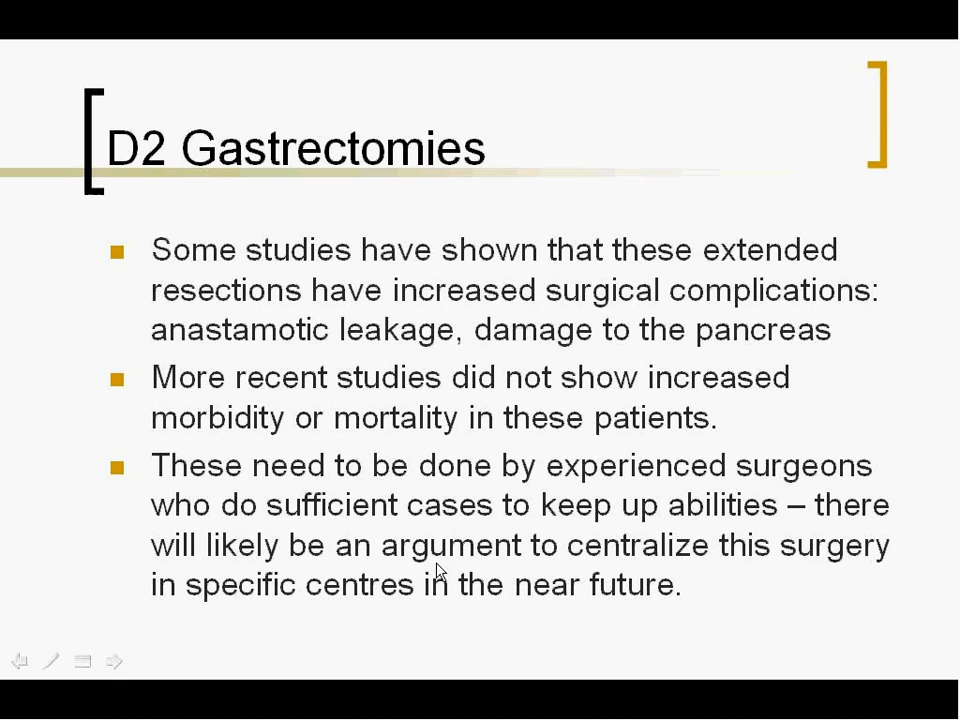 D2 Gastrectomies
Some studies have shown that these extended
resections have increased surgical complications:
anastamotic leakage, damage to the pancreas
More recent studies did not show increased
morbidity or mortality in these patients.
These need to be done by experienced surgeons
who do sufficient cases to keep up abilities – there
will likely be an argument to centralize this surgery
in specific centres in the near future.